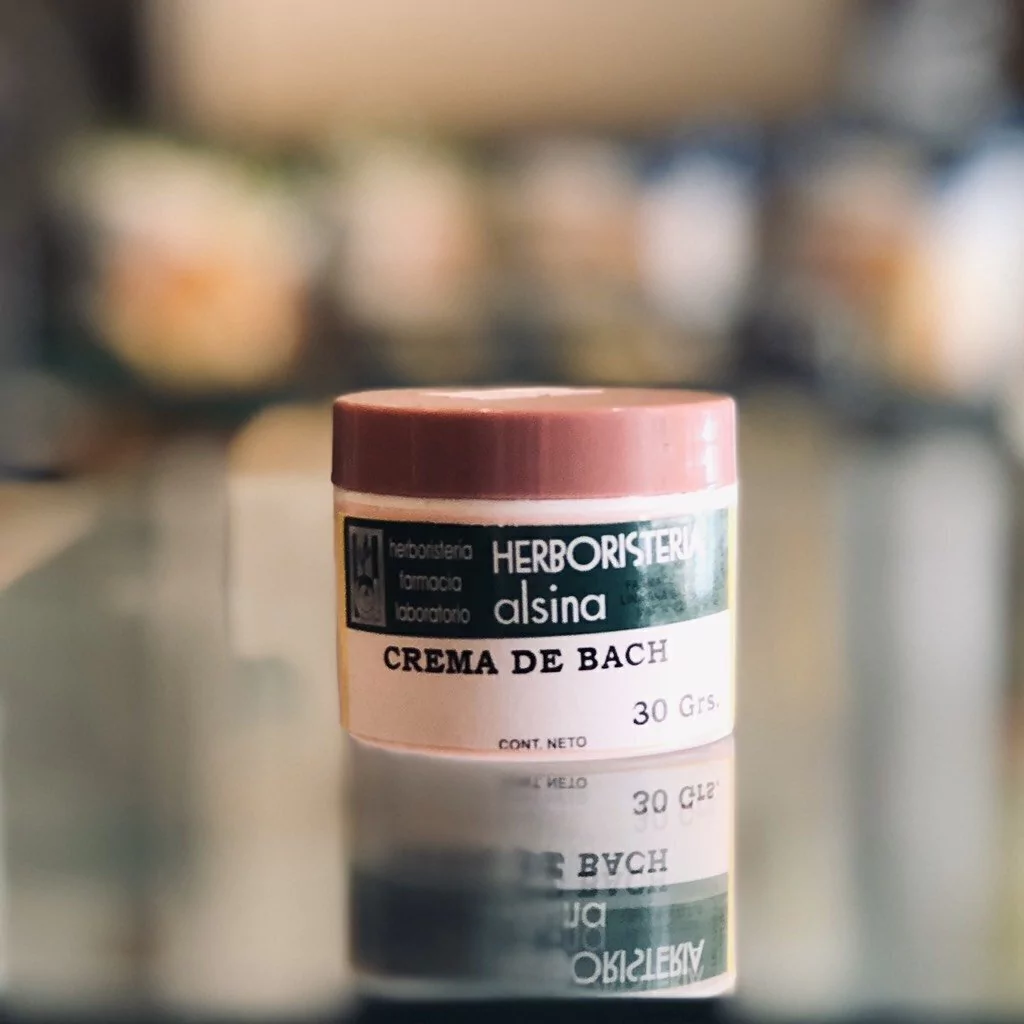 herboristeria
farmacia
laboratorio
HERBORISTERIA
alsina
CREMA DE BACH
30 Grs.
CONT. NETO